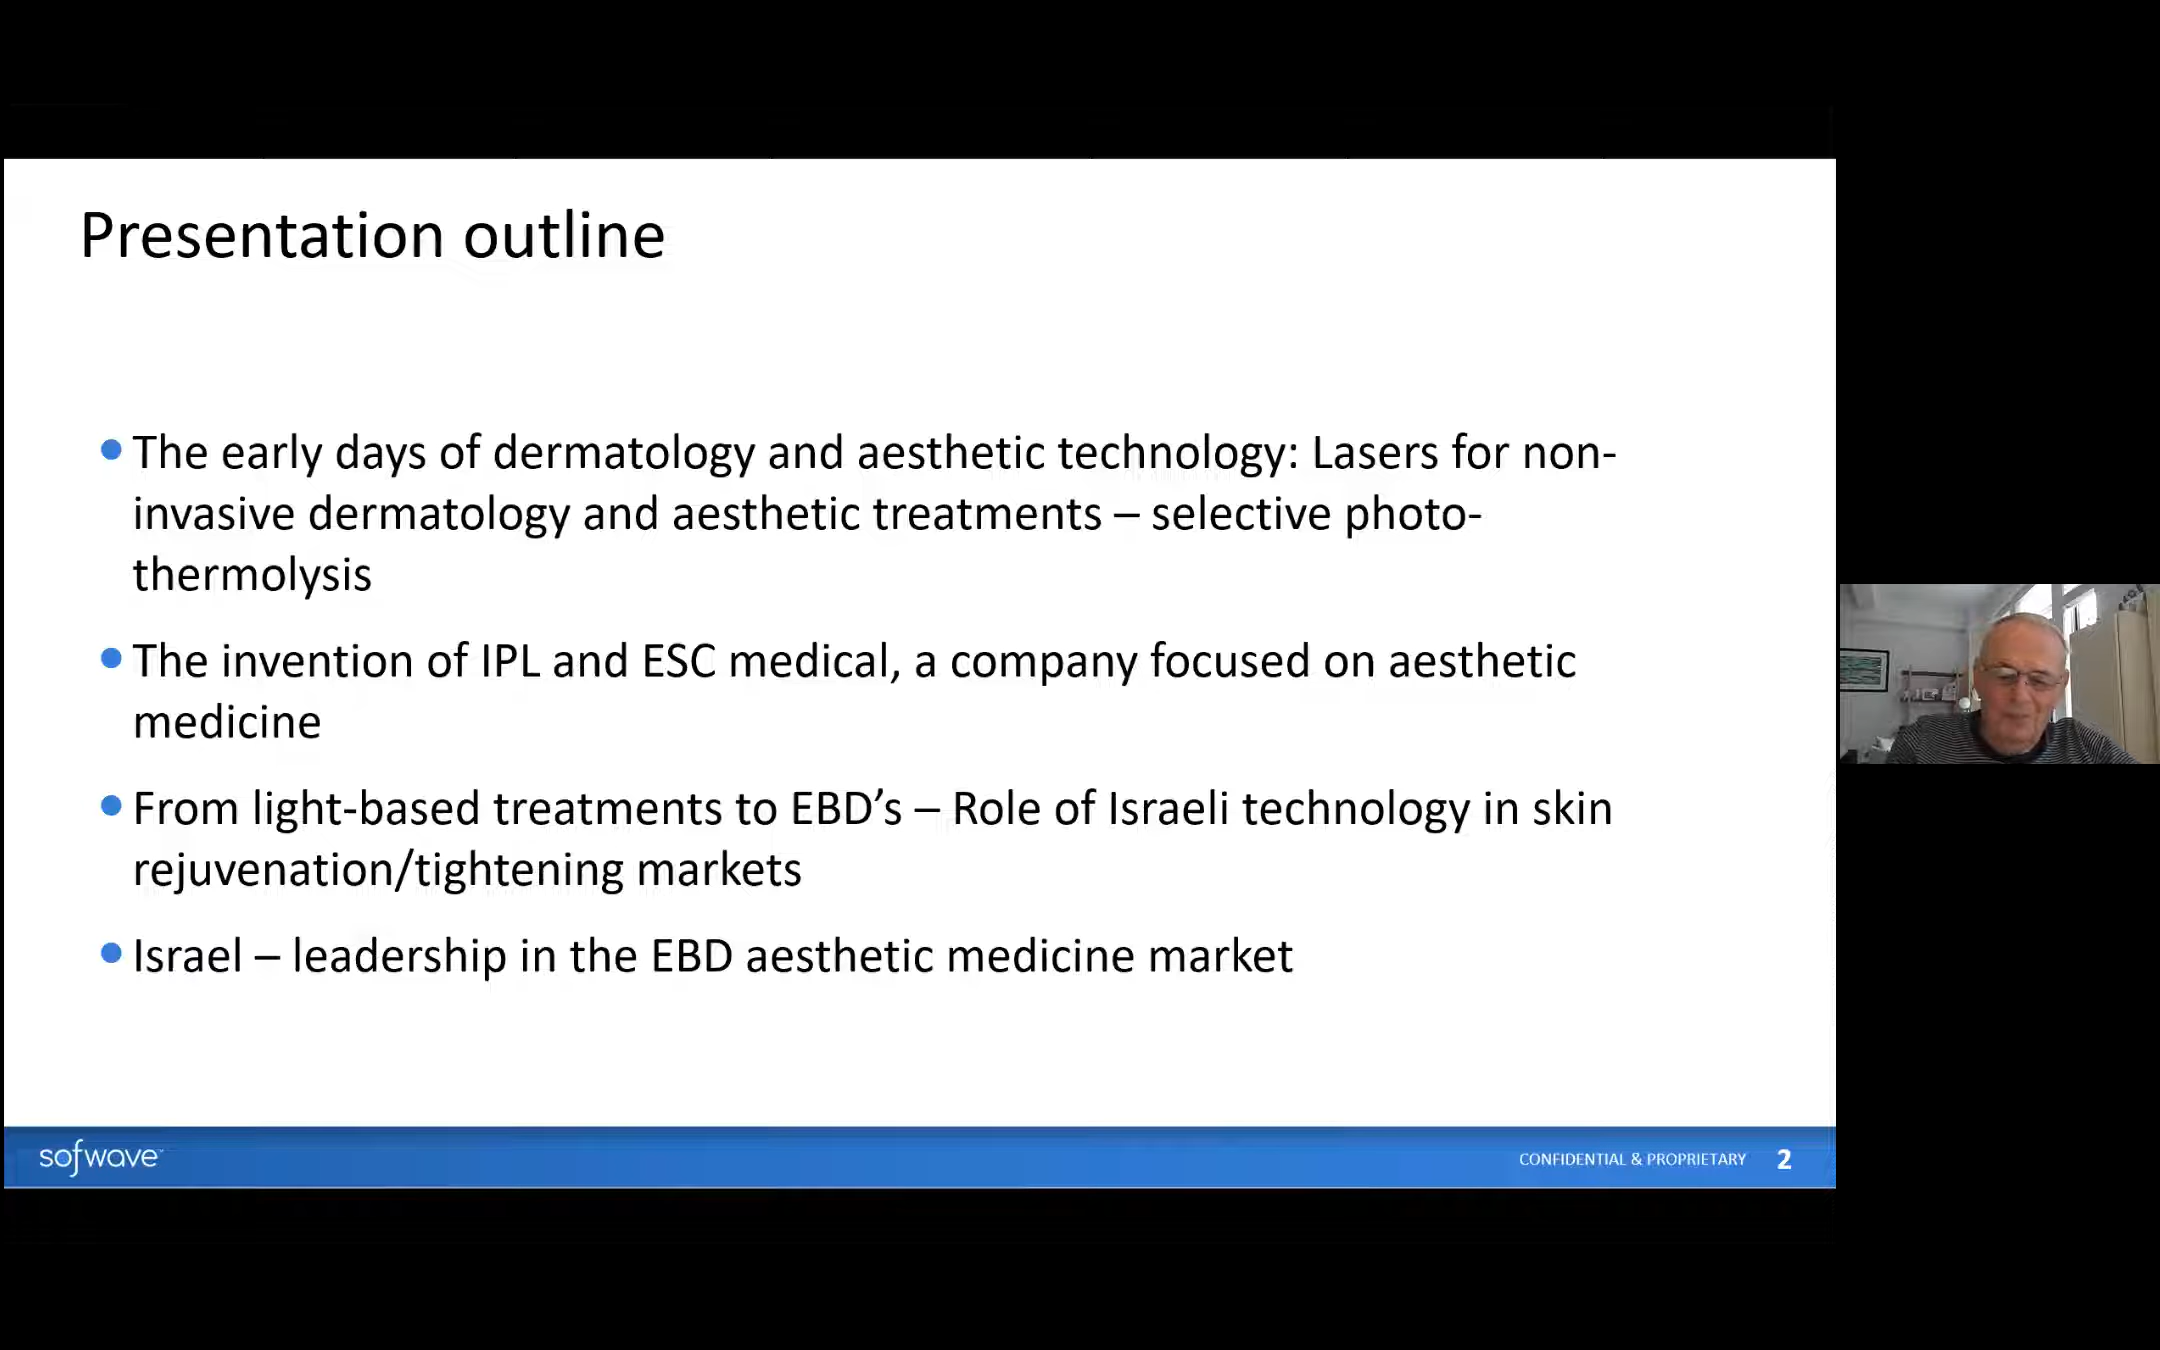 Presentation outline
The early days of dermatology and aesthetic technology: Lasers for non-
invasive dermatology and aesthetic treatments – selective photo-
thermolysis
The invention of IPL and ESC medical, a company focused on aesthetic
medicine
From light-based treatments to EBD’s – Role of Israeli technology in skin
rejuvenation/tightening markets
Israel – leadership in the EBD aesthetic medicine market
sofwave
CONFIDENTIAL & PROPRIETARY 2